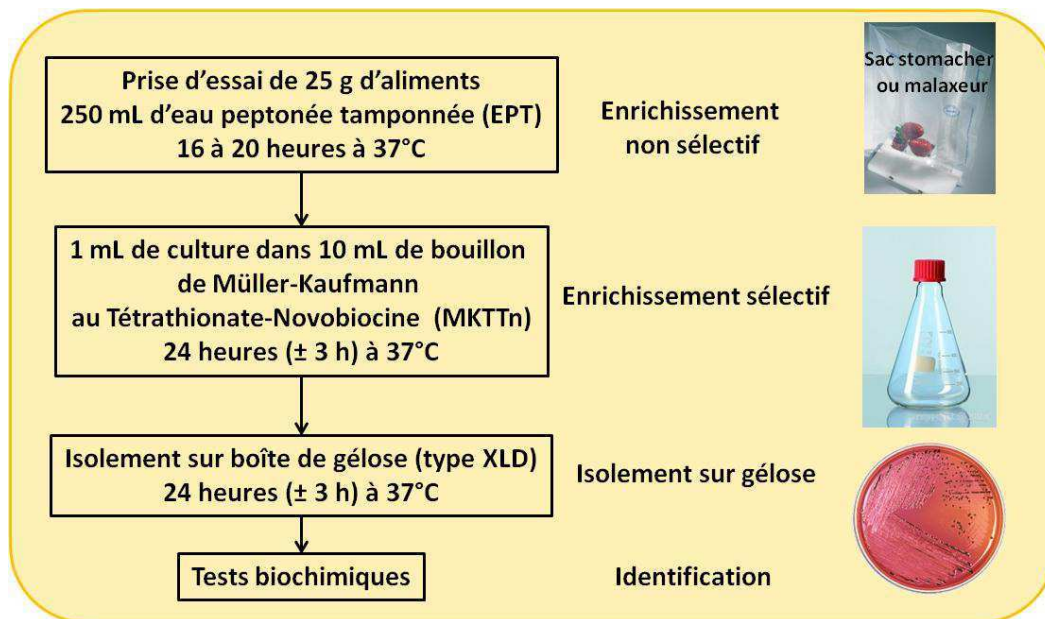 Prise d’essai de 25 g d’aliments
250 mL d’eau peptonée tamponnée (EPT)
16 à 20 heures à 37°C
Enrichissement
non sélectif
Sac stomacher
ou malaxeur
1 mL de culture dans 10 mL de bouillon
de Müller-Kaufmann
au Tétrathionate-Novobiocine (MKTTn)
24 heures (± 3 h) à 37°C
Enrichissement sélectif
Isolement sur boîte de gélose (type XLD)
24 heures (± 3 h) à 37°C
Isolement sur gélose
Tests biochimiques
Identification